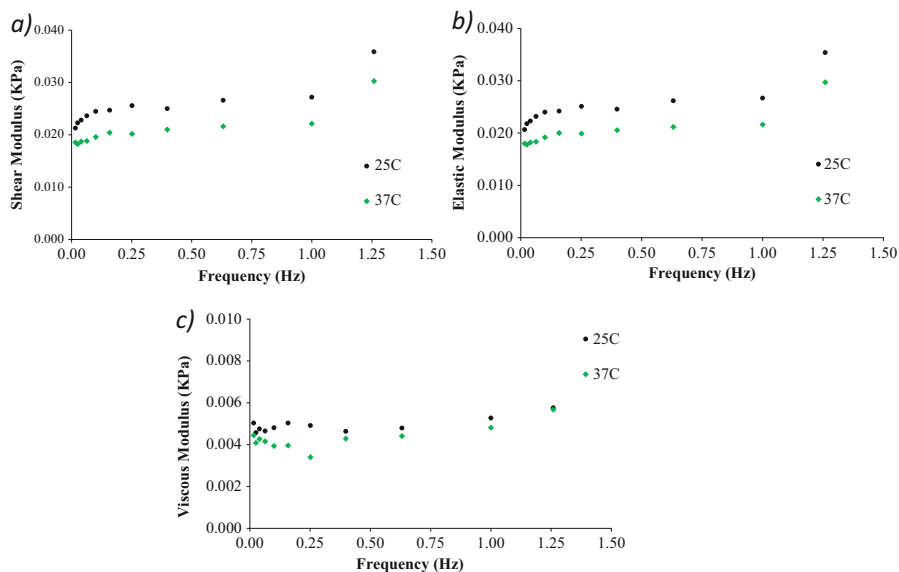 a)
Shear Modulus (KPa)
0.040
0.030
0.020
0.010
0.000
25C
37C
0.00 0.25 0.50 0.75 1.00 1.25 1.50
Frequency (Hz)
b)
Elastic Modulus (KPa)
0.040
0.030
0.020
0.010
0.000
25C
37C
0.00 0.25 0.50 0.75 1.00 1.25 1.50
Frequency (Hz)
c)
Viscous Modulus (KPa)
0.010
0.008
0.006
0.004
0.002
0.000
25C
37C
0.00 0.25 0.50 0.75 1.00 1.25 1.50
Frequency (Hz)